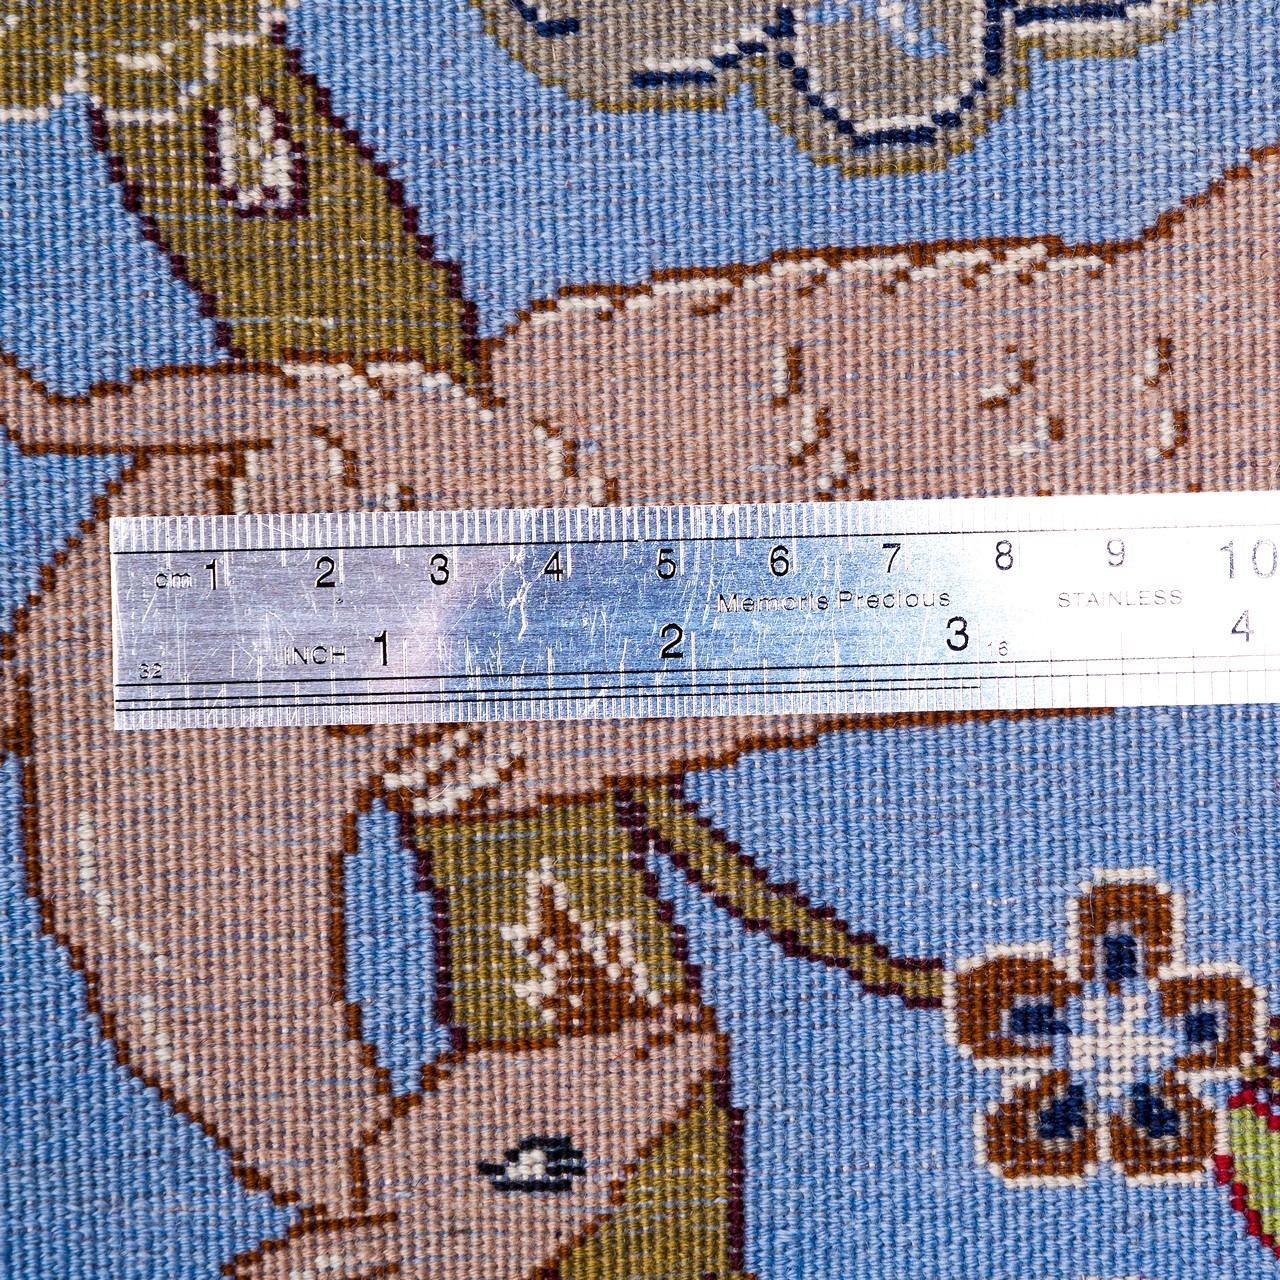 cm 1 2 3 4 5 6 7 8 9 10
Memoris Precious STAINLESS
32 INCH 1 2 3 16 4